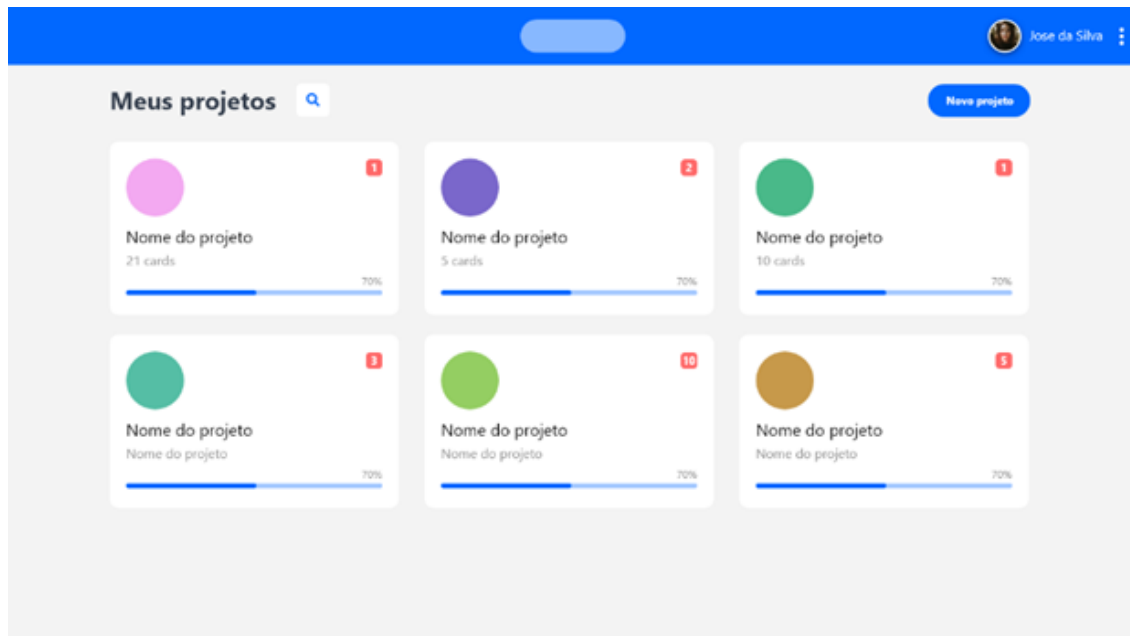 Jose da Silva
Meus projetos
Novo projeto
1
Nome do projeto
21 cards
70%
2
Nome do projeto
5 cards
70%
1
Nome do projeto
10 cards
70%
3
Nome do projeto
Nome do projeto
70%
10
Nome do projeto
Nome do projeto
70%
5
Nome do projeto
Nome do projeto
70%